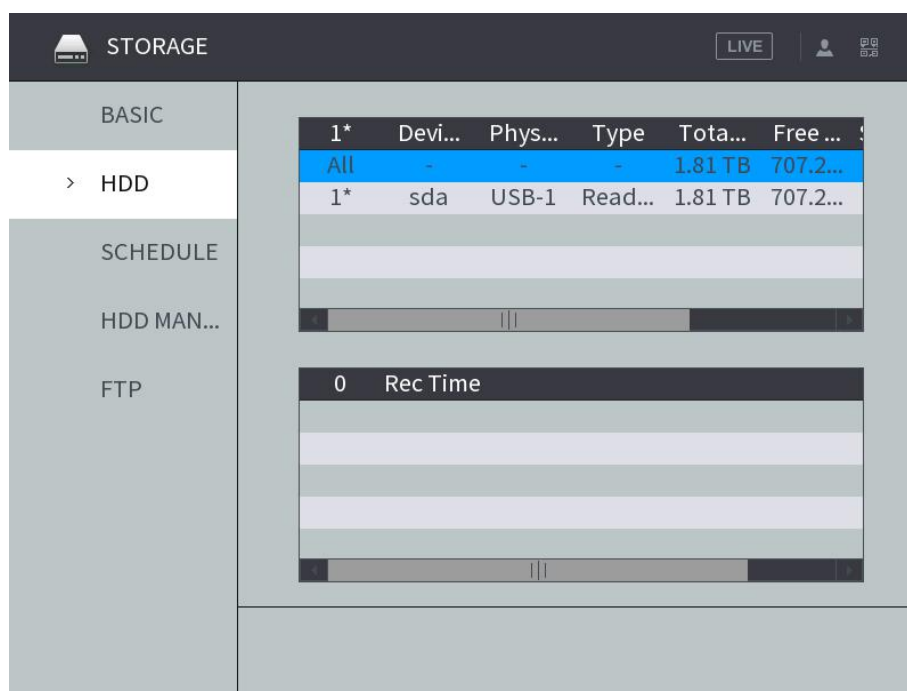 STORAGE LIVE
BASIC
HDD
SCHEDULE
HDD MAN...
FTP
1* Devi... Phys... Type Tota... Free ...
All - - - 1.81 TB 707.2...
1* sda USB-1 Read... 1.81 TB 707.2...
0 Rec Time